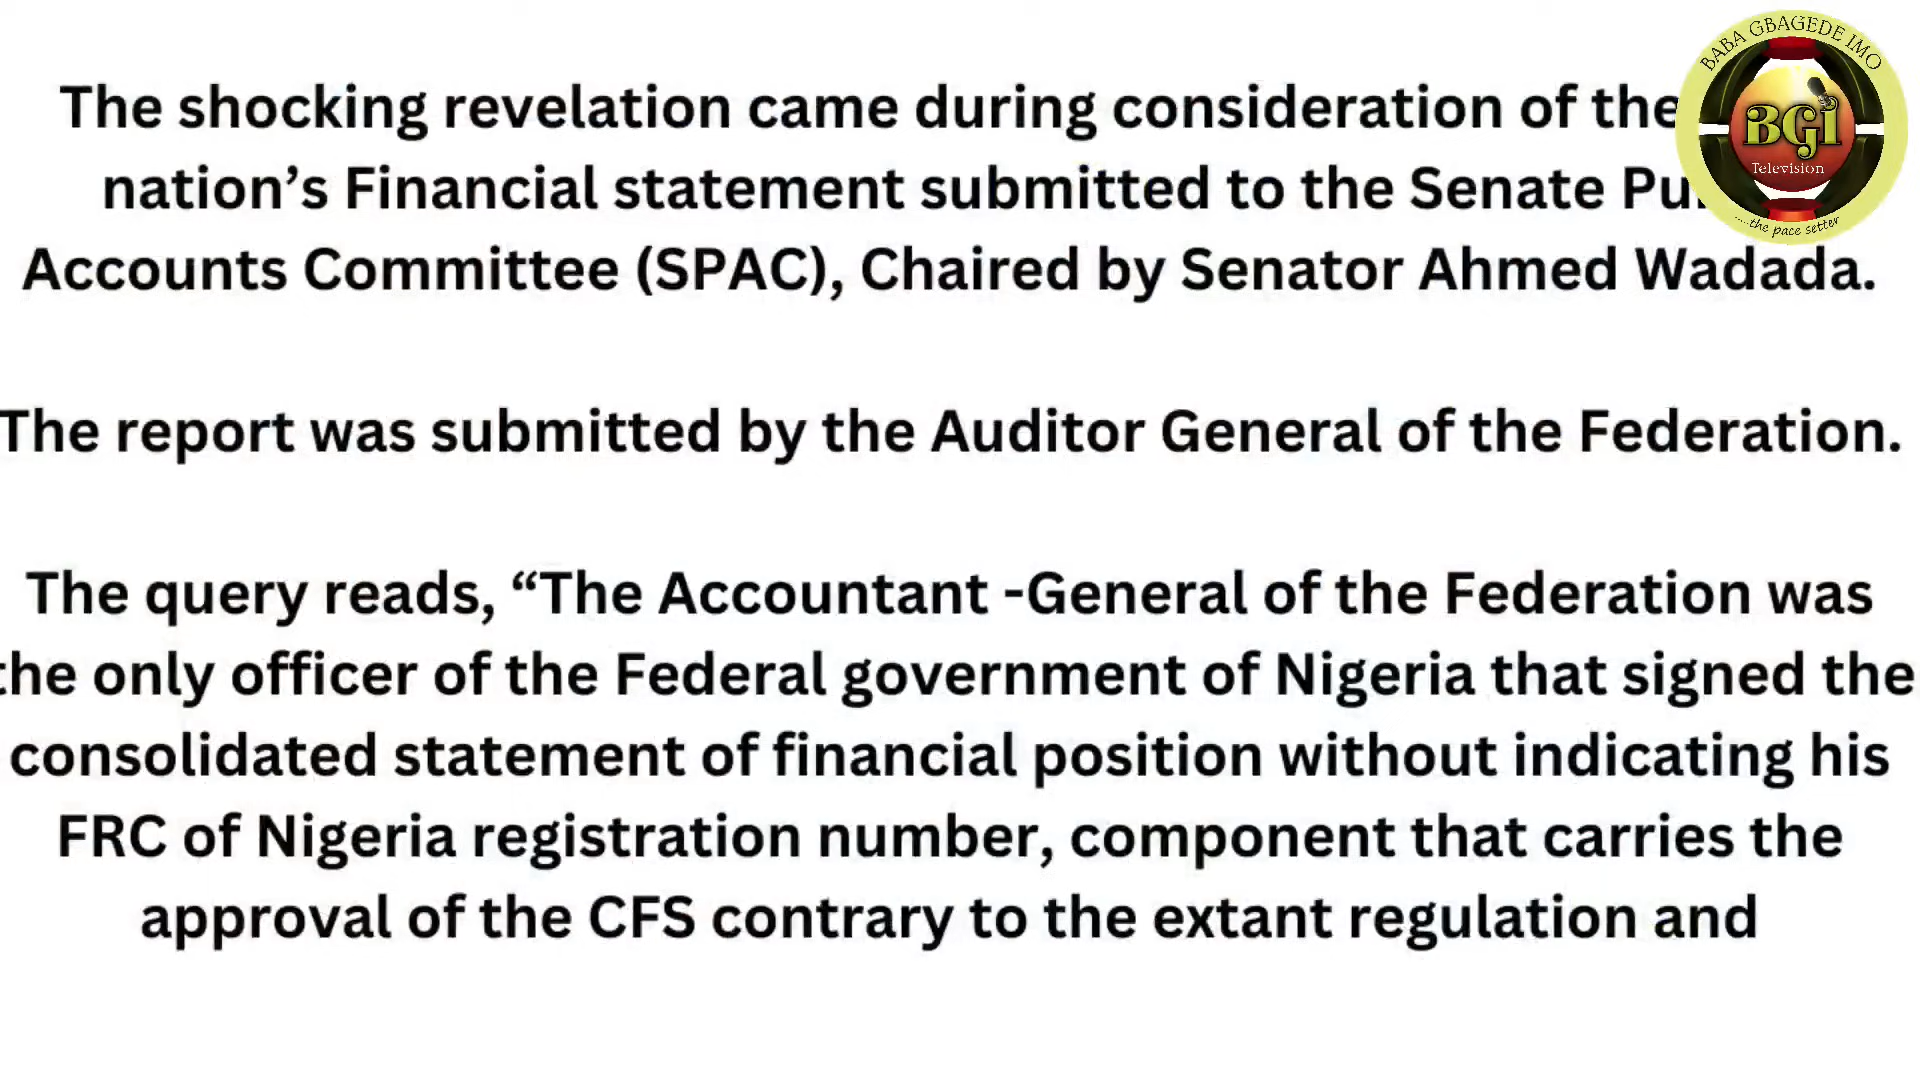 The shocking revelation came during consideration of the
nation’s Financial statement submitted to the Senate
Accounts Committee (SPAC), Chaired by Senator Ahmed Wadada.
The report was submitted by the Auditor General of the Federation.
The query reads, “The Accountant -General of the Federation was
the only officer of the Federal government of Nigeria that signed the
consolidated statement of financial position without indicating his
FRC of Nigeria registration number, component that carries the
approval of the CFS contrary to the extant regulation and
BABA GBAGEDE IMO
BGI
Television
.....the pace setter